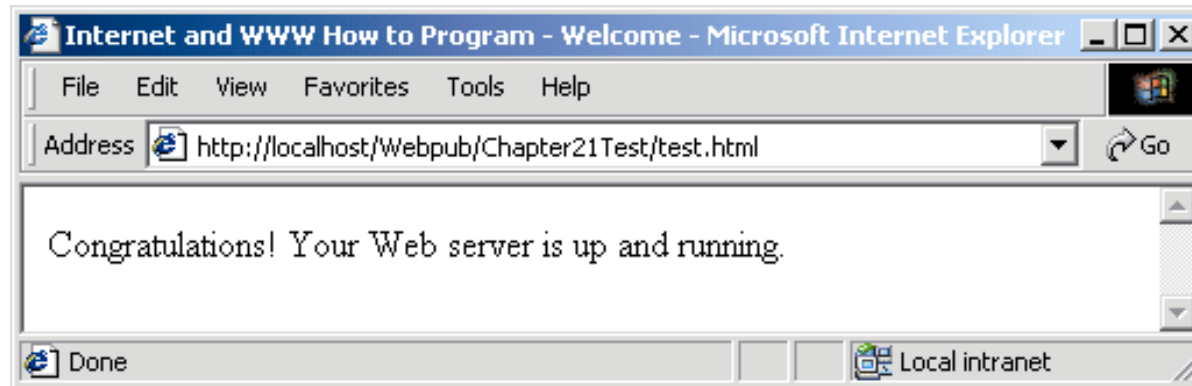 Internet and WWW How to Program - Welcome - Microsoft Internet Explorer
File Edit View Favorites Tools Help
Address http://localhost/Webpub/Chapter21Test/test.html Go
Congratulations! Your Web server is up and running.
Done Local intranet